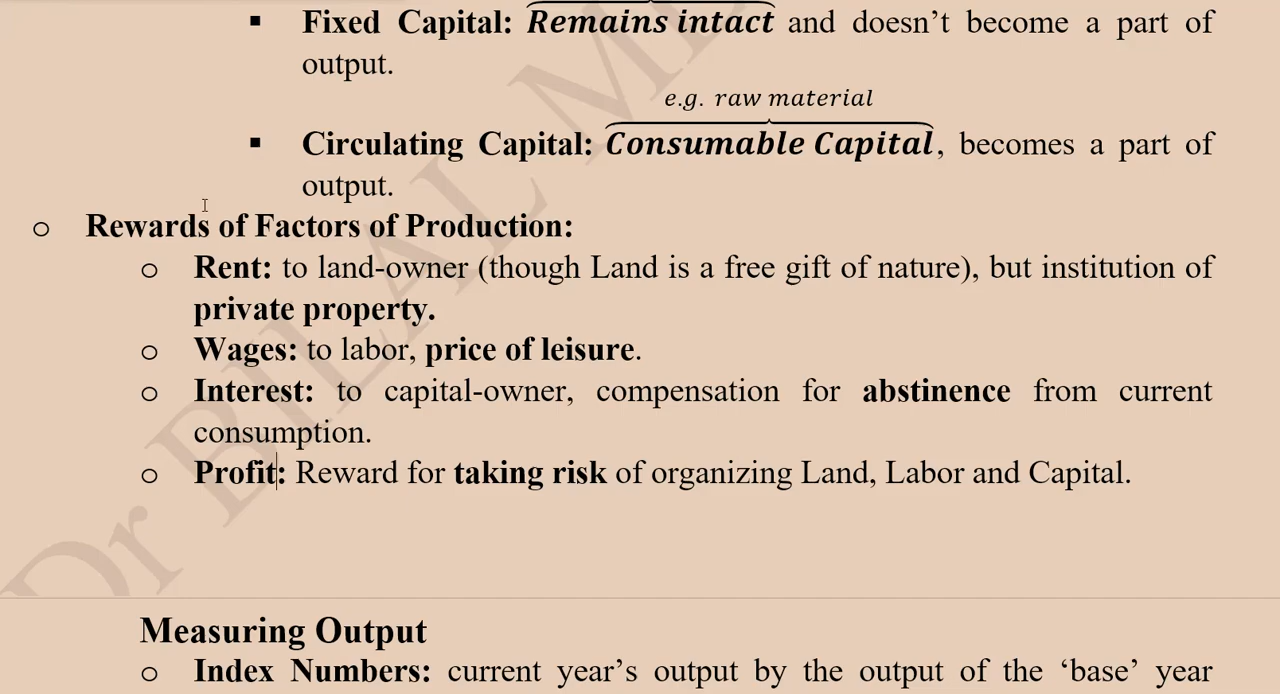 ▪ Fixed Capital: Remains intact and doesn’t become a part of
output.
e.g. raw material
▪ Circulating Capital: Consumable Capital, becomes a part of
output.
o Rewards of Factors of Production:
o Rent: to land-owner (though Land is a free gift of nature), but institution of
private property.
o Wages: to labor, price of leisure.
o Interest: to capital-owner, compensation for abstinence from current
consumption.
o Profit: Reward for taking risk of organizing Land, Labor and Capital.
Dr BILAL
Measuring Output
o Index Numbers: current year’s output by the output of the ‘base’ year